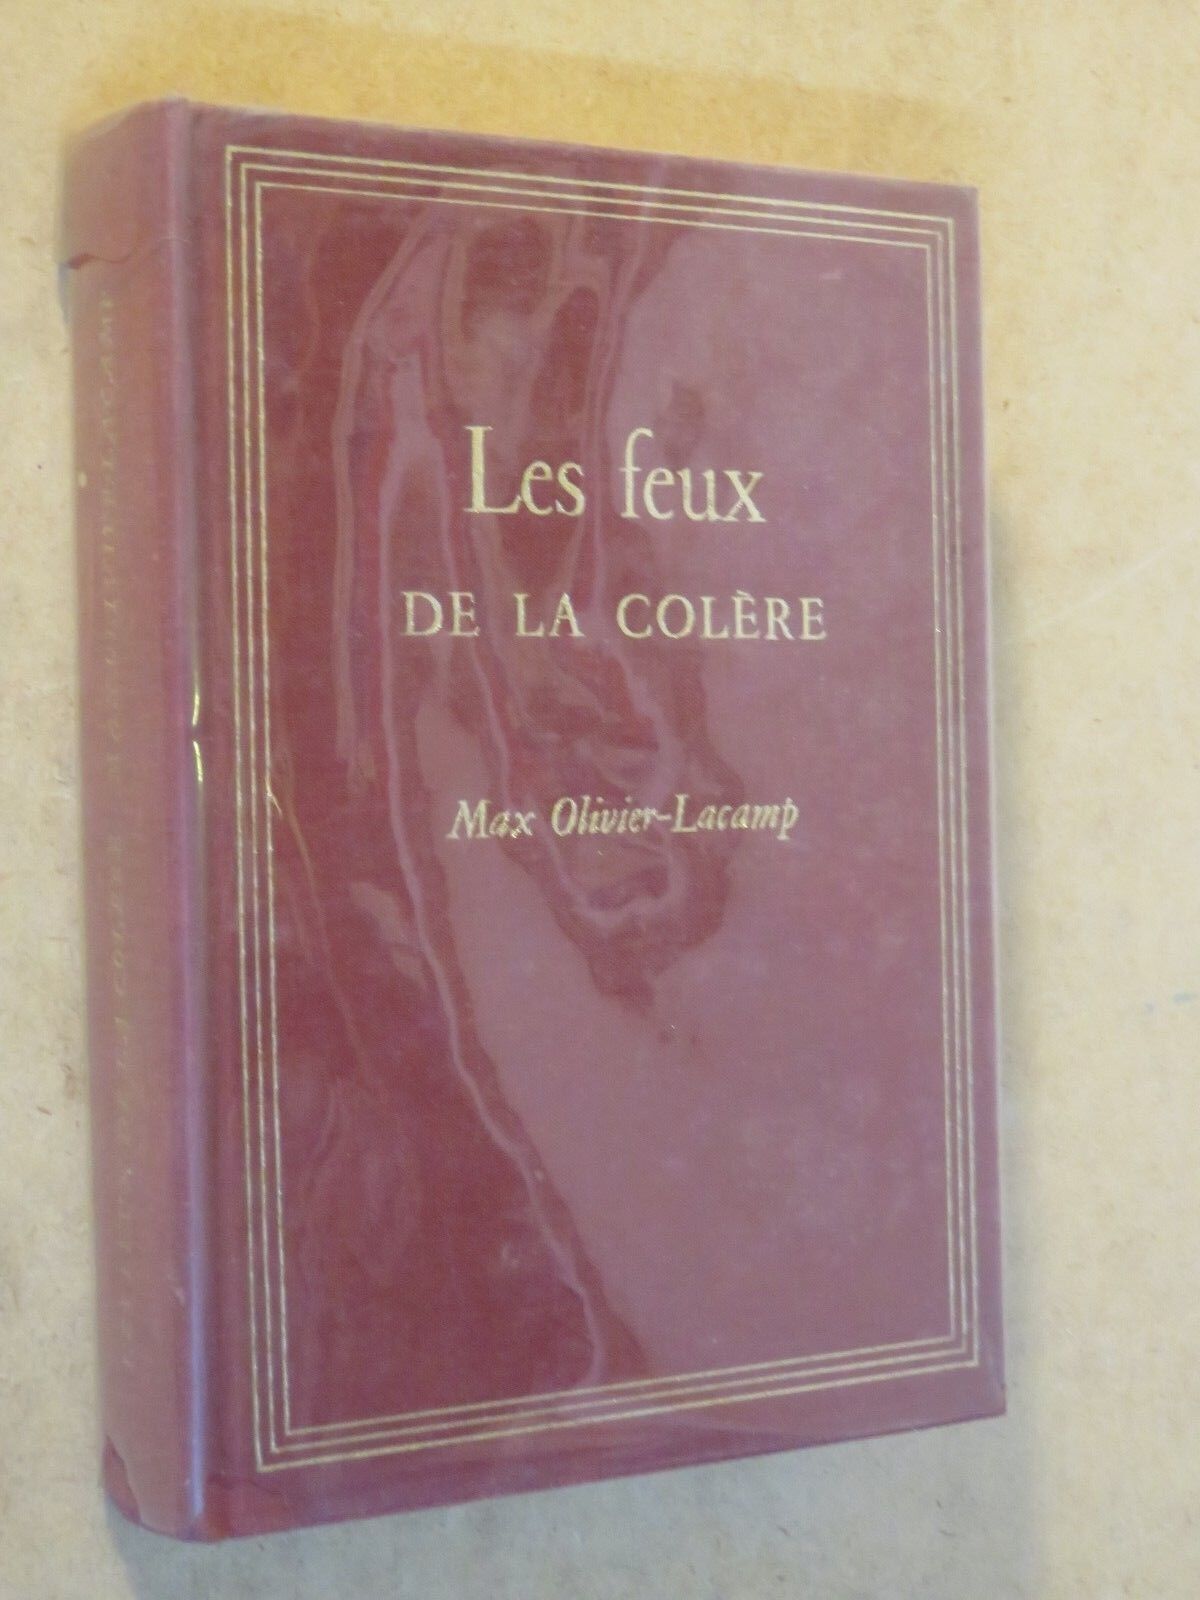 Les feux
DE LA COLÈRE
Max Olivier-Lacamp